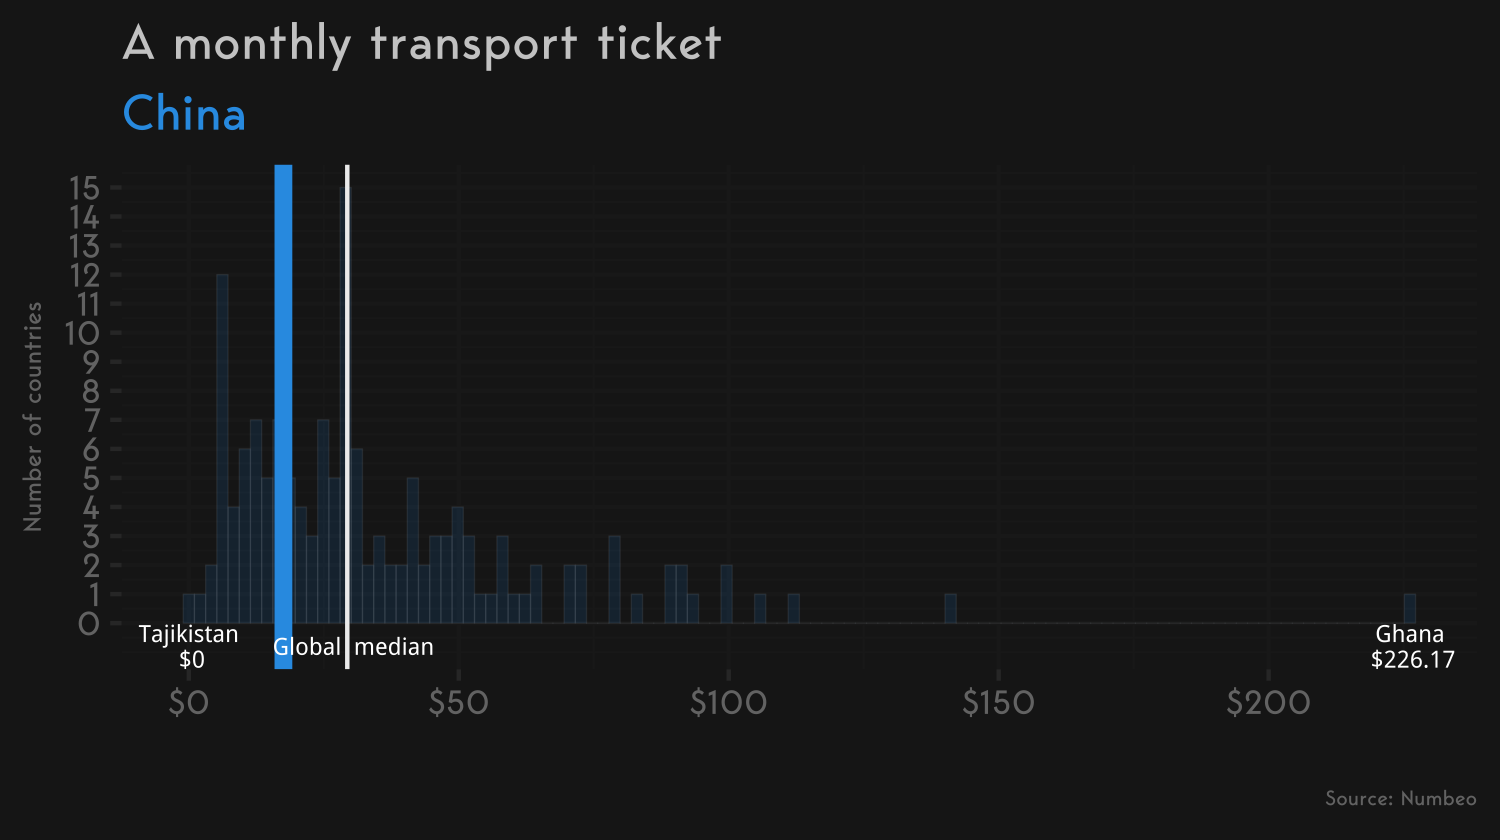 A monthly transport ticket
China
Number of countries
15
14
13
12
11
10
9
8
7
6
5
4
3
2
1
0
Tajikistan
$0
Global median
Ghana
$226.17
$0 $50 $100 $150 $200
Source: Numbeo